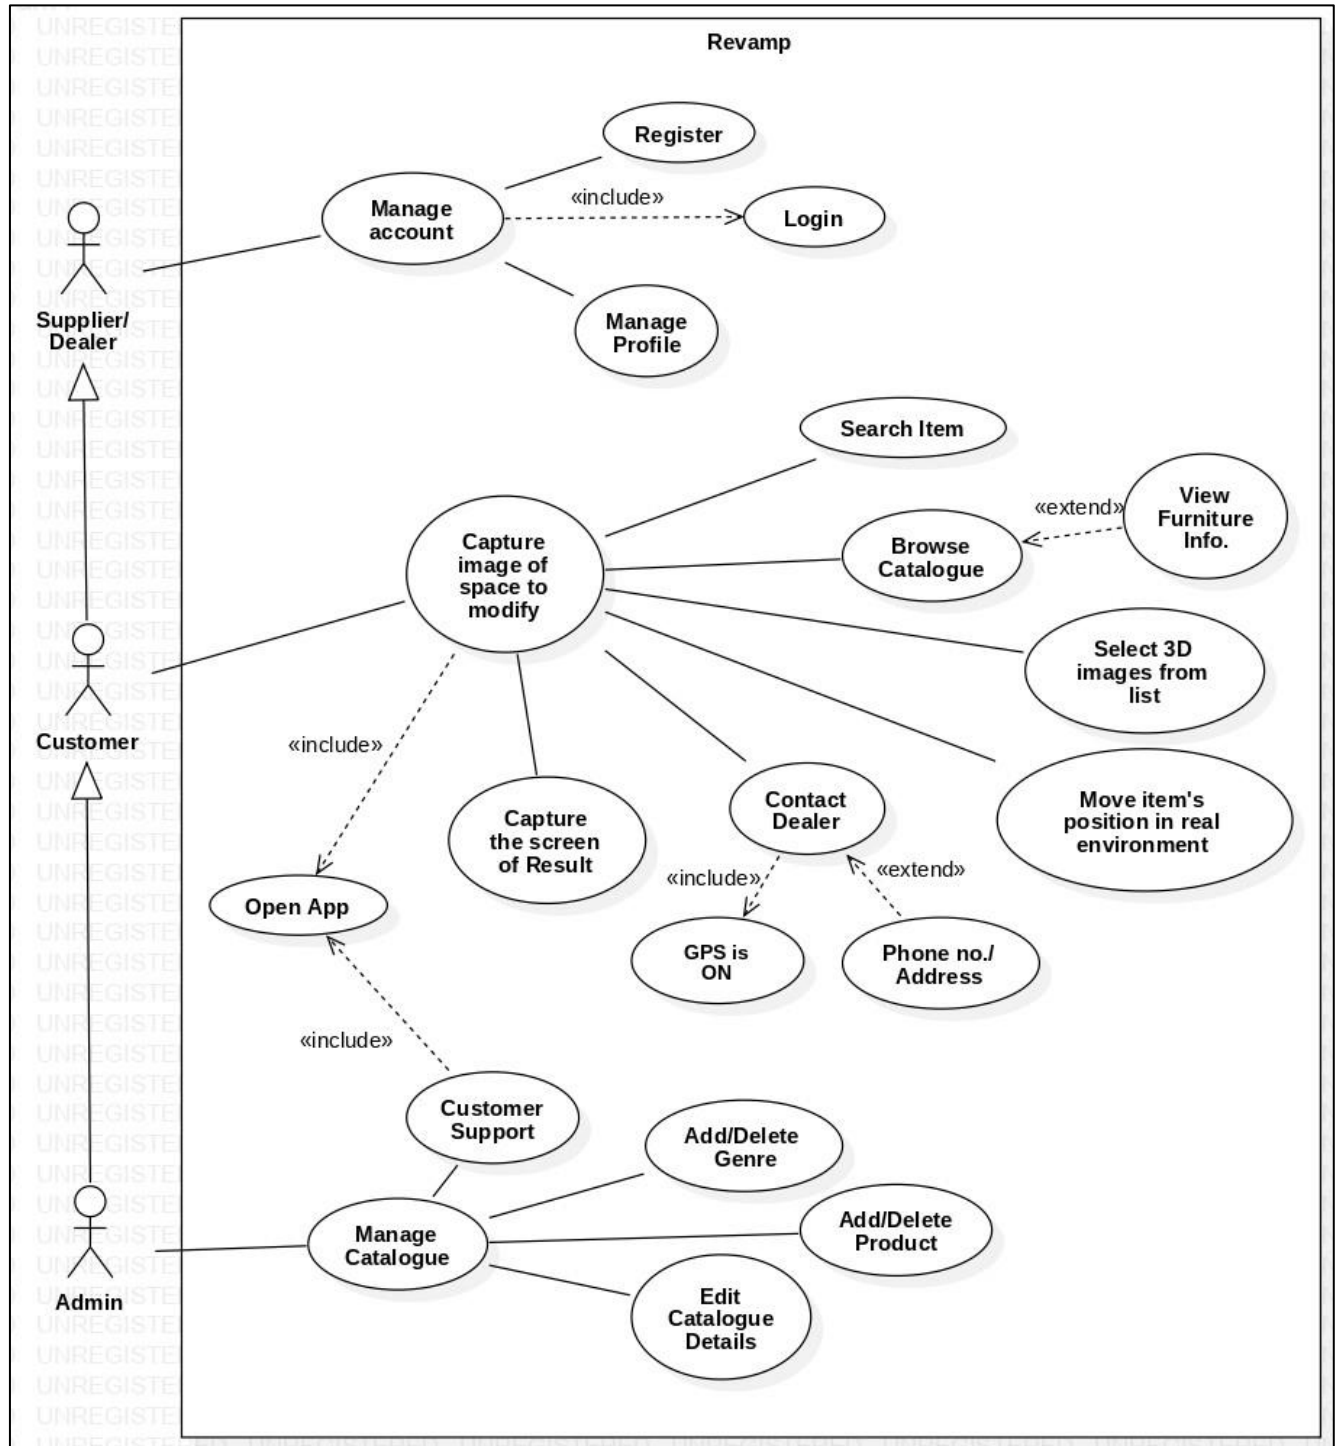 Revamp
Register
Manage
account
«include»
Login
Supplier/
Dealer
Manage
Profile
Search Item
Capture
image of
space to
modify
Browse
Catalogue
«extend»
View
Furniture
Info.
Select 3D
images from
list
Customer
«include»
Capture
the screen
of Result
Contact
Dealer
Move item's
position in real
environment
«include»
«extend»
Open App
GPS is
ON
Phone no./
Address
«include»
Customer
Support
Add/Delete
Genre
Manage
Catalogue
Add/Delete
Product
Admin
Edit
Catalogue
Details
UNREGISTERED